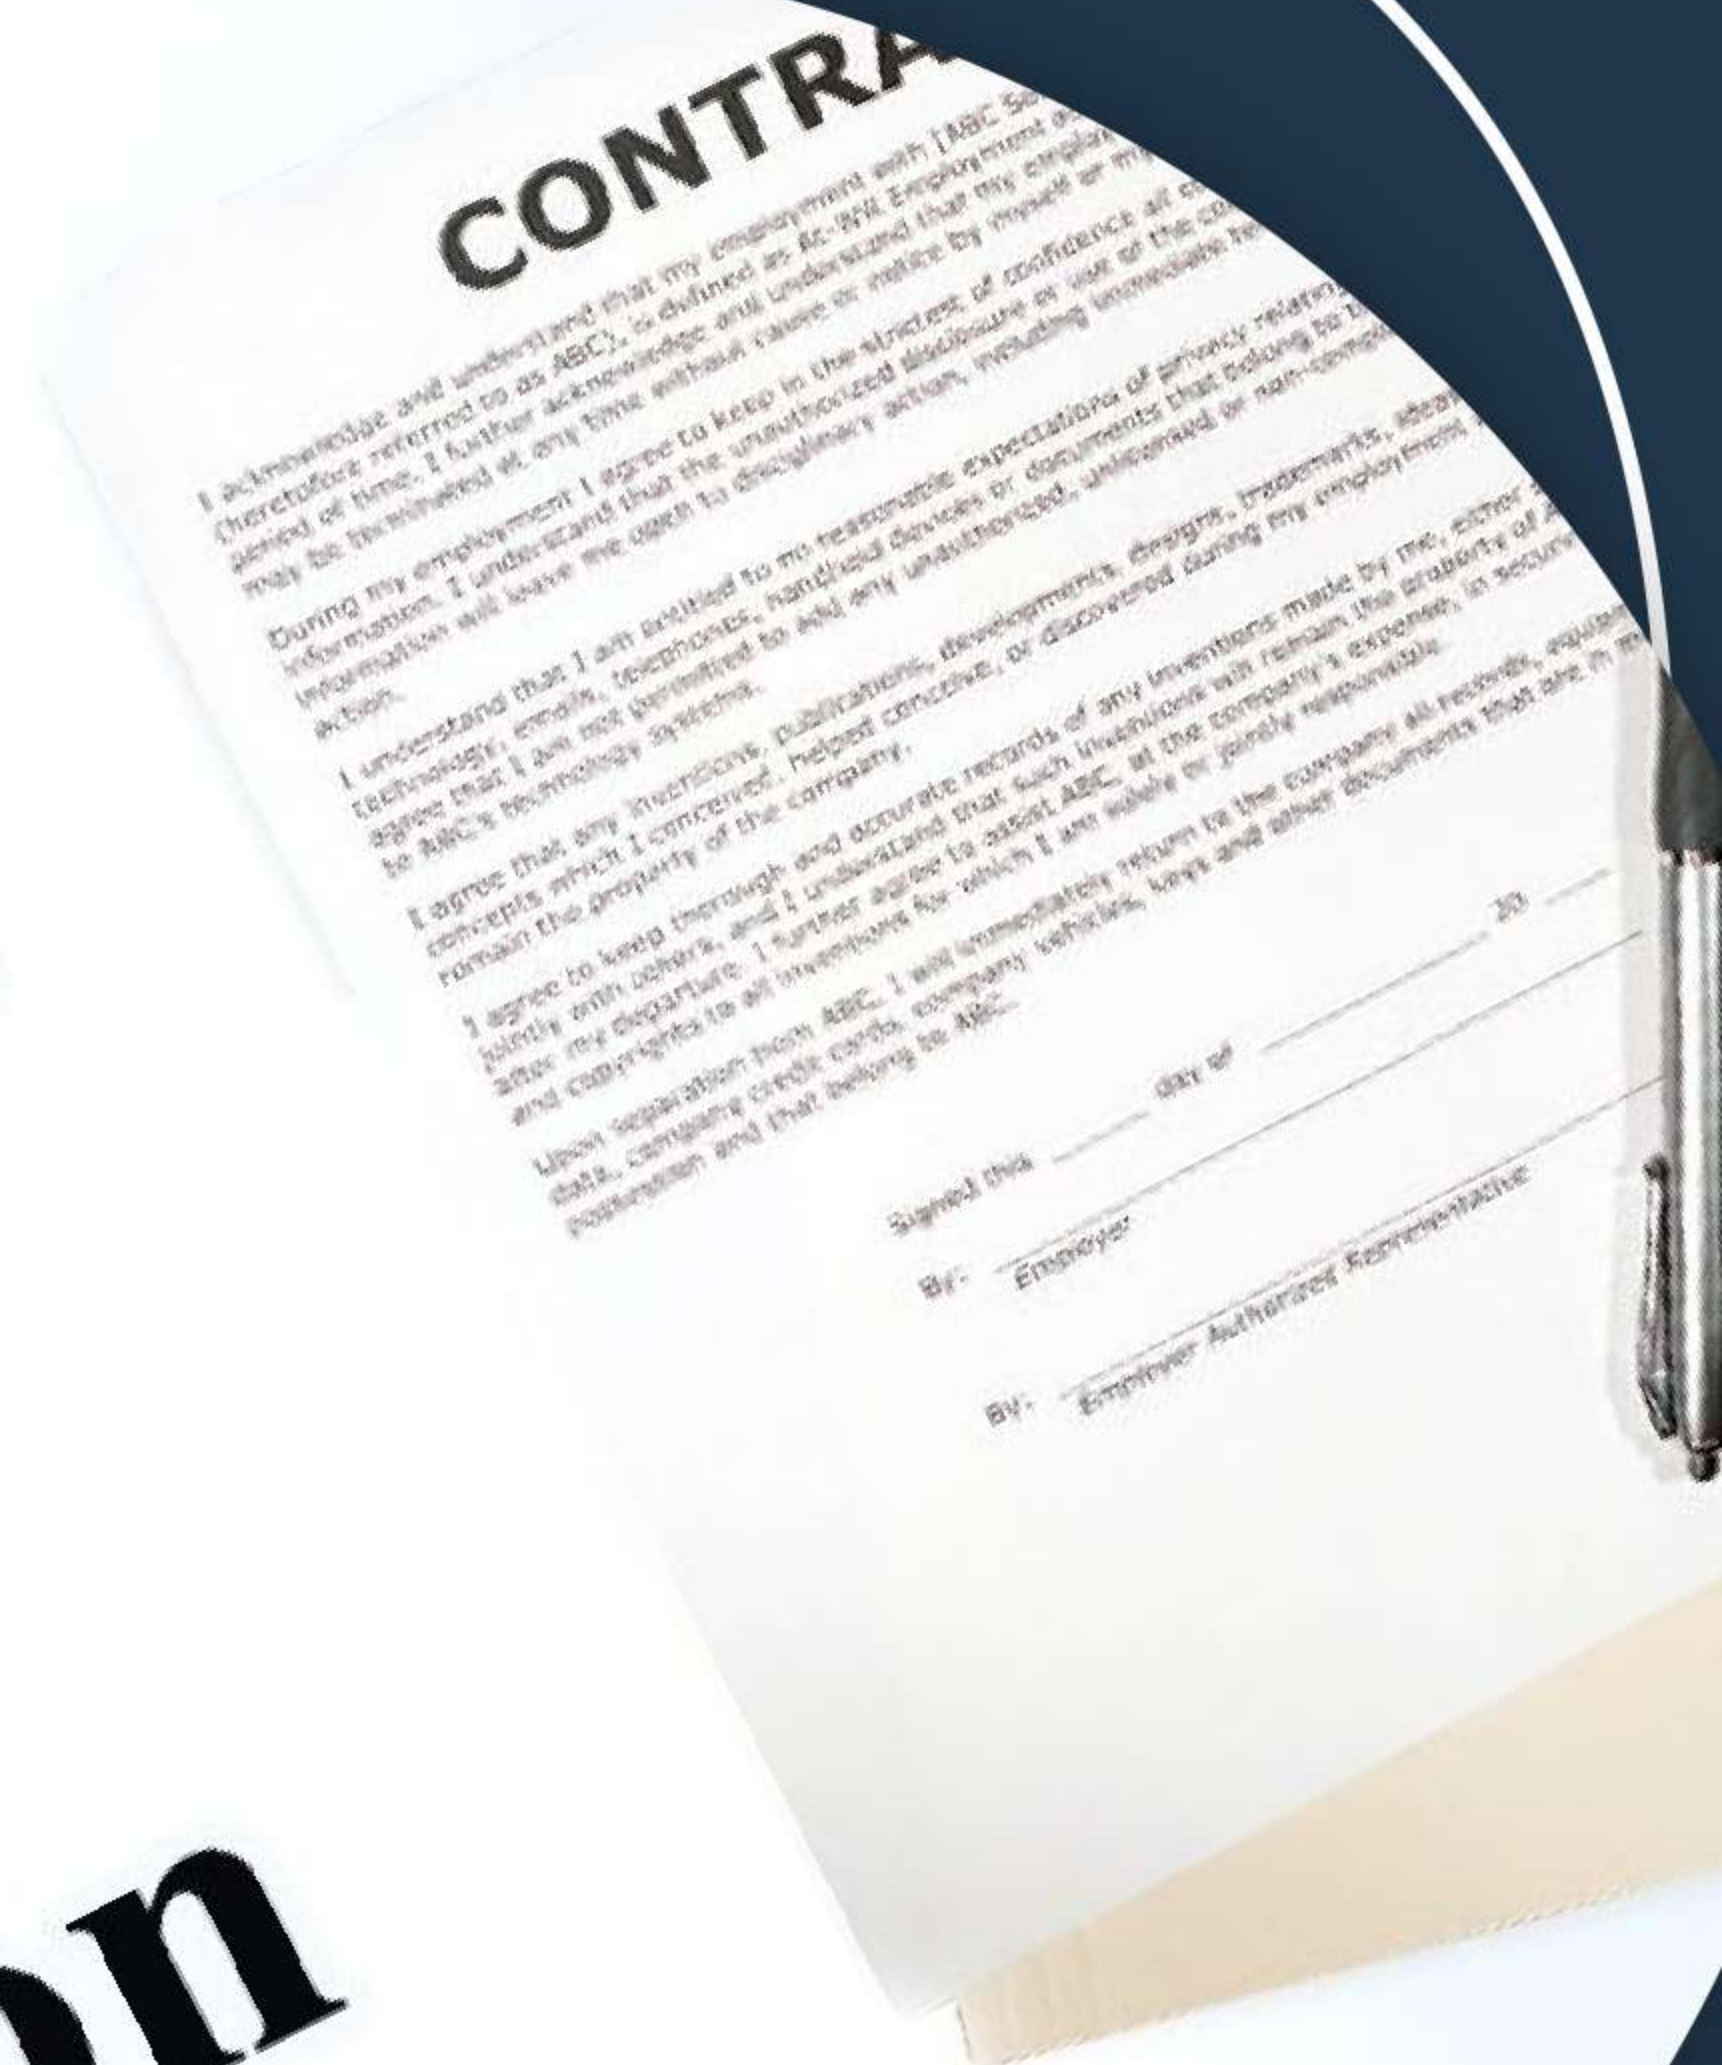 CONTRA
I acknowledge and understand that my employment with [ABC Se
(heretofore referred to as ABC), is defined as At-Will Employment
period of time. I further acknowledge and understand that my employ
may be terminated at any time without cause or notice by myself or
During my employment I agree to keep in the strictest of confidence all
information. I understand that the unauthorized disclosure or use of the
information will leave me open to disciplinary action, including immediate
action.
I understand that I am entitled to no reasonable expectations of privacy relating
technology, emails, telephones, handheld devices or documents that belong to
agree that I am not permitted to add any unauthorized, unlicensed or
to ABC's technology systems.
I agree that any inventions, publications, developments, designs, trademarks,
concepts which I conceived, helped conceive, or discovered during my employment
remain the property of the company.
I agree to keep thorough and accurate records of any inventions made by me, either
jointly with others, and I understand that such inventions will remain the property of
after my departure. I further agree to assist ABC, at the company's expense, in
and copyrights to all inventions for which I am solely or jointly responsible.
Upon separation from ABC, I will immediately return to the company all records,
data, company credit cards, company vehicles, keys and other documents that are in
possession and that belong to ABC.
Signed this day of 20
By:
Employer
By:
Employer Authorized Representative
on